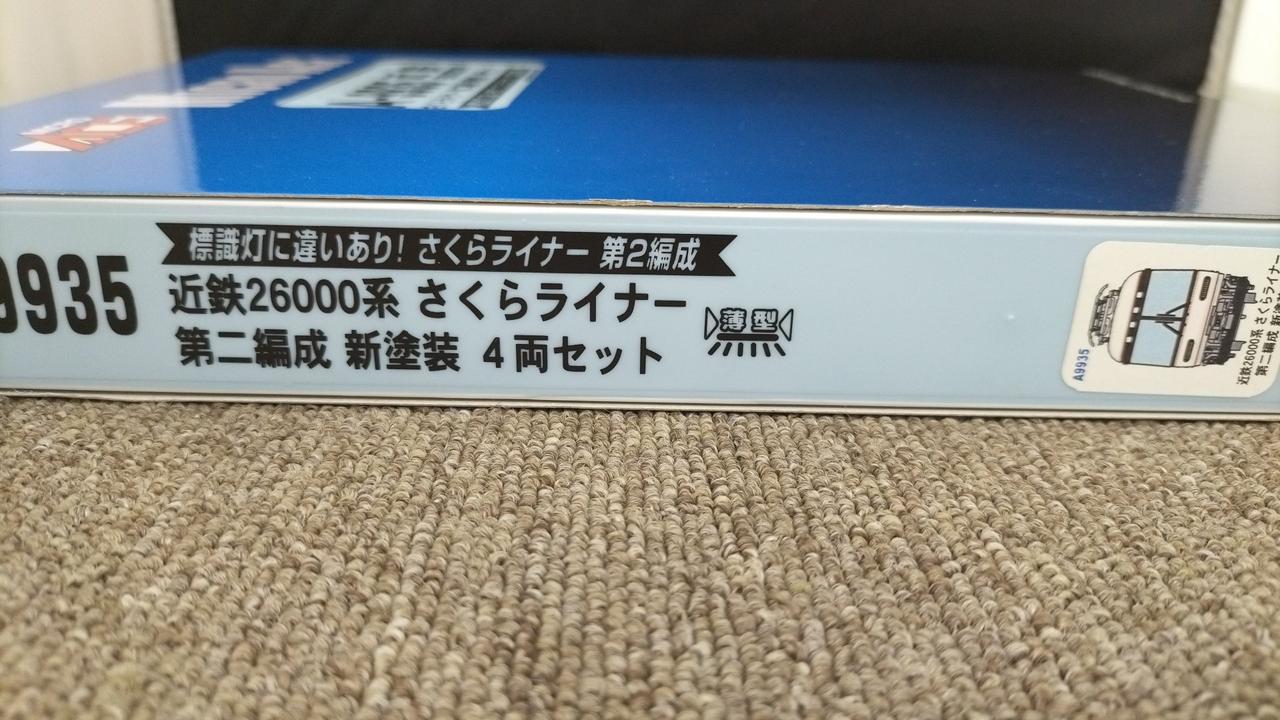 9935
標識灯に違いあり! さくらライナー 第2編成
近鉄26000系 さくらライナー
第二編成 新塗装 4両セット
薄型
A9935
近鉄26000系 さくらライナー
第二編成 新塗